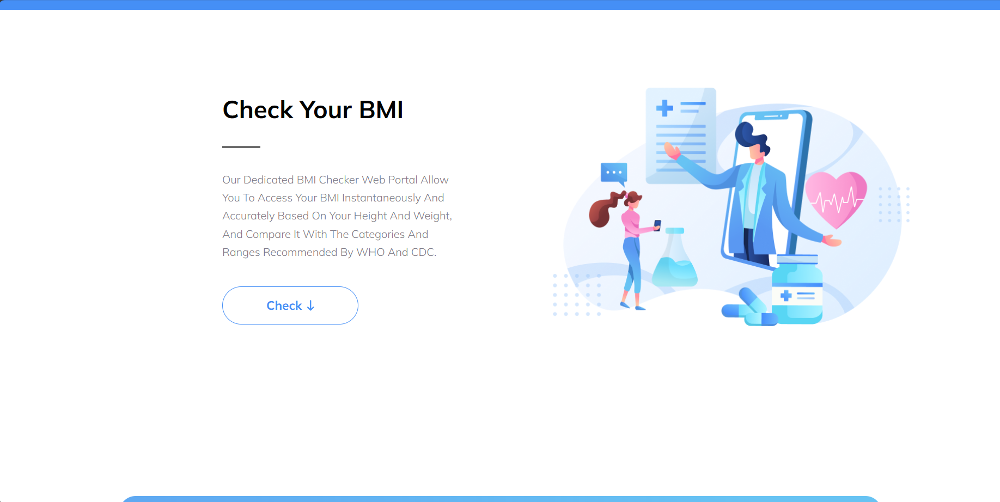 Check Your BMI
Our Dedicated BMI Checker Web Portal Allow
You To Access Your BMI Instantaneously And
Accurately Based On Your Height And Weight,
And Compare It With The Categories And
Ranges Recommended By WHO And CDC.
Check ↓